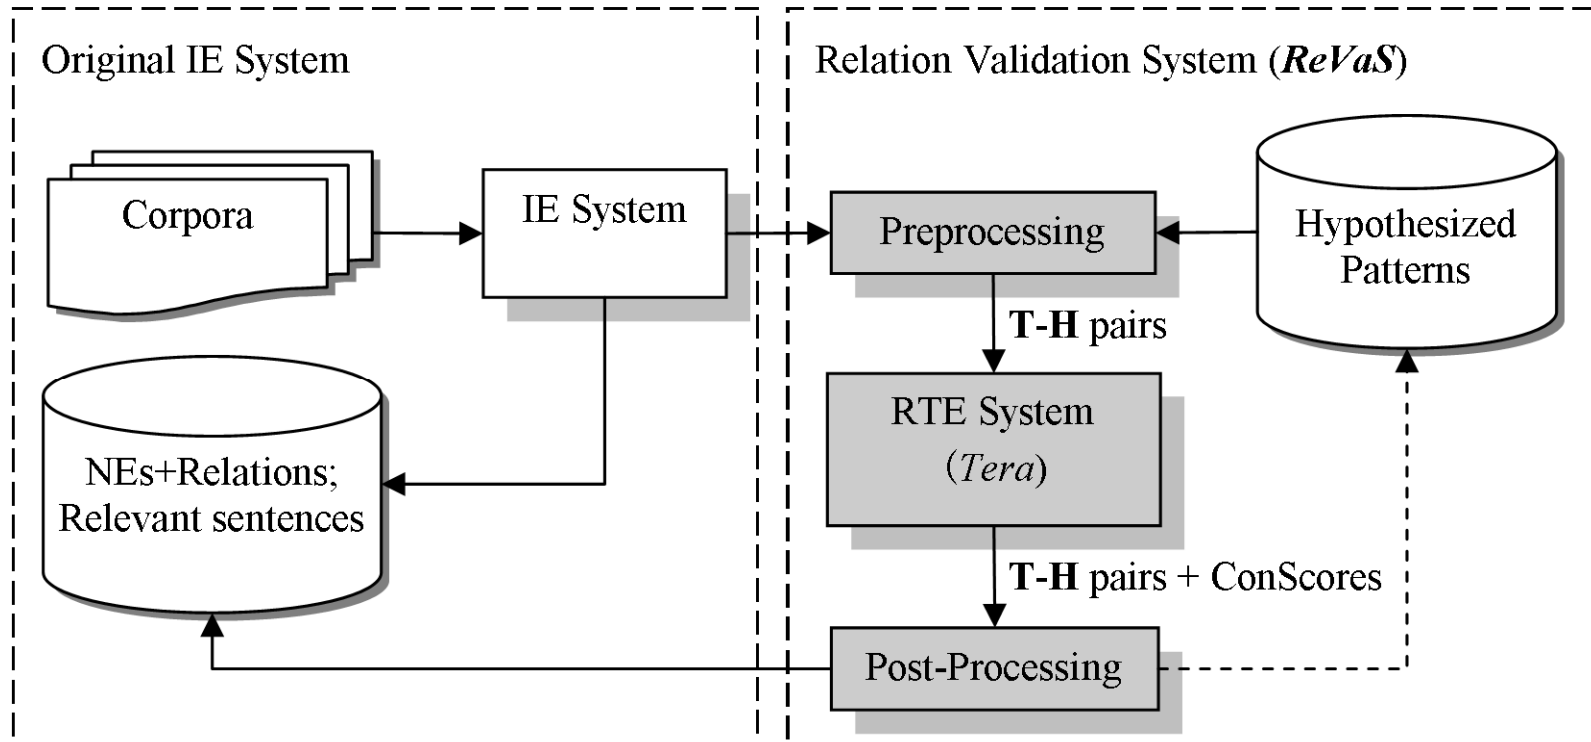 Original IE System
Corpora
IE System
NEs+Relations;
Relevant sentences
Relation Validation System (ReVaS)
Preprocessing
Hypothesized
Patterns
T-H pairs
RTE System
(Tera)
T-H pairs + ConScores
Post-Processing